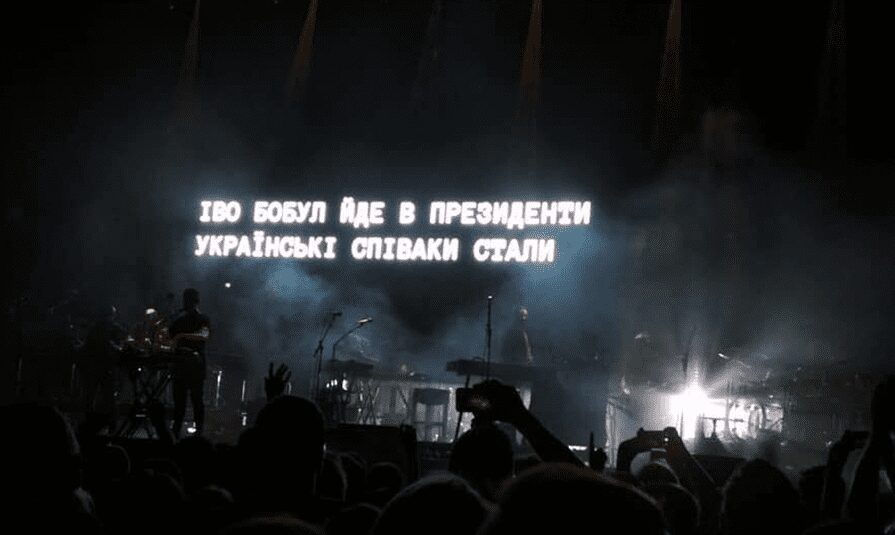 ІВО БОБУЛ ЙДЕ В ПРЕЗИДЕНТИ
УКРАЇНСЬКІ СПІВАКИ СТАЛИ